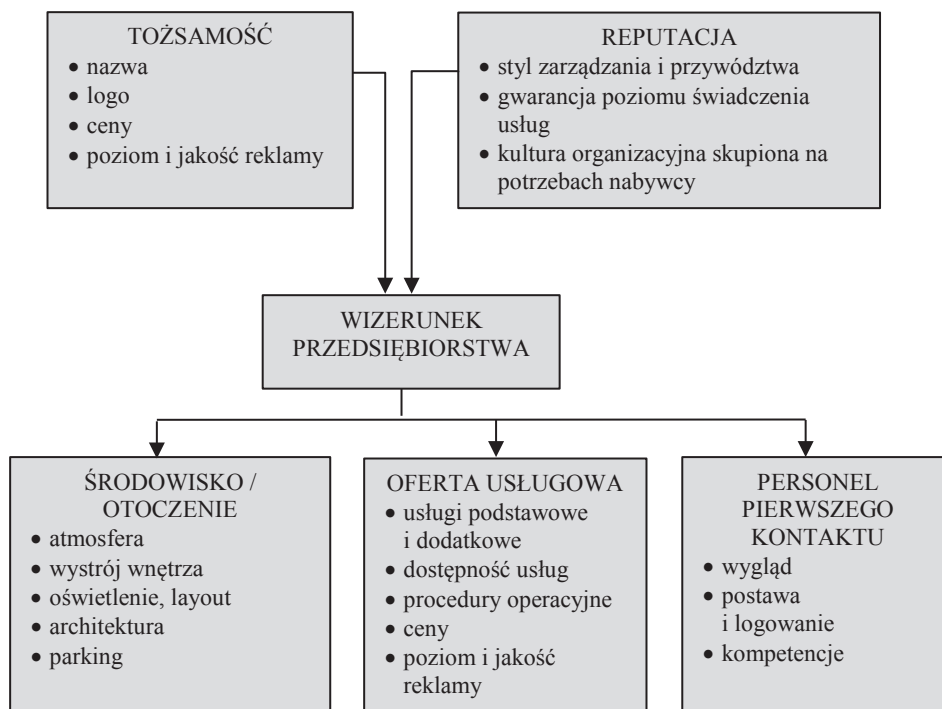 TOŻSAMOŚĆ
• nazwa
• logo
• ceny
• poziom i jakość reklamy
REPUTACJA
• styl zarządzania i przywództwa
• gwarancja poziomu świadczenia
usług
• kultura organizacyjna skupiona na
potrzebach nabywcy
WIZERUNEK
PRZEDSIĘBIORSTWA
ŚRODOWISKO /
OTOCZENIE
• atmosfera
• wystrój wnętrza
• oświetlenie, layout
• architektura
• parking
OFERTA USŁUGOWA
• usługi podstawowe
i dodatkowe
• dostępność usług
• procedury operacyjne
• ceny
• poziom i jakość
reklamy
PERSONEL
PIERWSZEGO
KONTAKTU
• wygląd
• postawa
i logowanie
• kompetencje